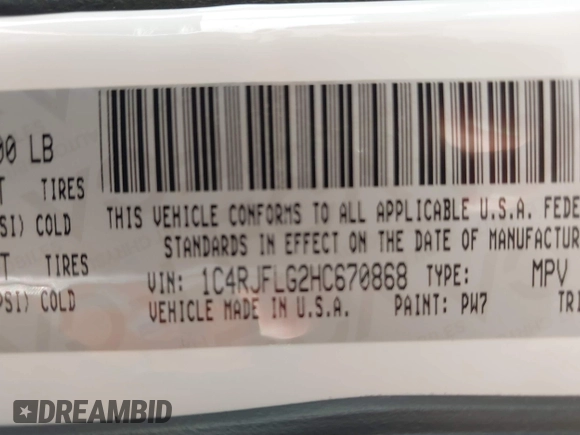 00 LB
TIRES
SI) COLD
THIS VEHICLE CONFORMS TO ALL APPLICABLE U.S.A. FEDE
STANDARDS IN EFFECT ON THE DATE OF MANUFACTUR
T TIRES
VIN: 1C4RJFLG2HC670868 TYPE: MPV
PSI) COLD VEHICLE MADE IN U.S.A. PAINT: PW7 TRI
DREAMBID